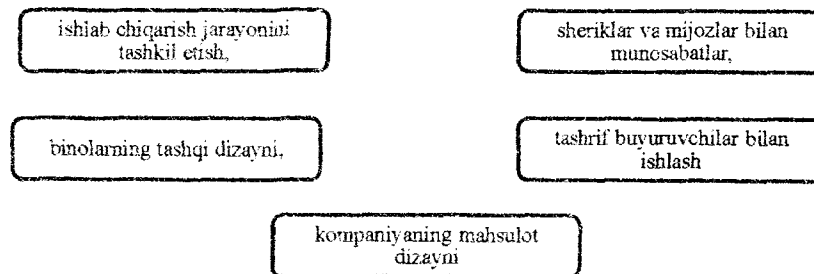 ishlab chiqarish jarayonini
tashkil etish,
sheriklar va mijozlar bilan
munosabatlar,
binolarning tashqi dizayni,
tashrif buyuruvchilar bilan
ishlash
kompaniyaning mahsulot
dizayni